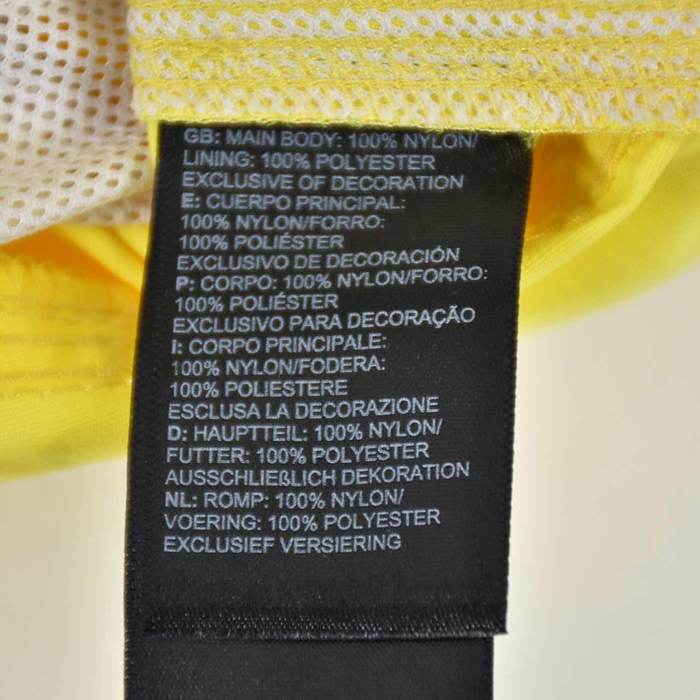 GB: MAIN BODY: 100% NYLON/
LINING: 100% POLYESTER
EXCLUSIVE OF DECORATION
E: CUERPO PRINCIPAL:
100% NYLON/FORRO:
100% POLIÉSTER
EXCLUSIVO DE DECORACIÓN
P: CORPO: 100% NYLON/FORRO:
100% POLIÉSTER
EXCLUSIVO PARA DECORAÇÃO
I: CORPO PRINCIPALE:
100% NYLON/FODERA:
100% POLIESTERE
ESCLUSA LA DECORAZIONE
D: HAUPTTEIL: 100% NYLON/
FUTTER: 100% POLYESTER
AUSSCHLIEßLICH DEKORATION
NL: ROMP: 100% NYLON/
VOERING: 100% POLYESTER
EXCLUSIEF VERSIERING